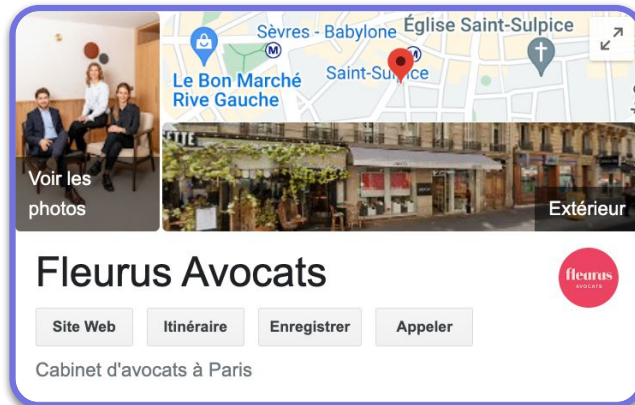 Sèvres - Babylone
Église Saint-Sulpice
Le Bon Marché
Rive Gauche
Saint-Sulpice
Voir les
photos
Extérieur
Fleurus Avocats
fleurus
AVOCATS
Site Web
Itinéraire
Enregistrer
Appeler
Cabinet d'avocats à Paris